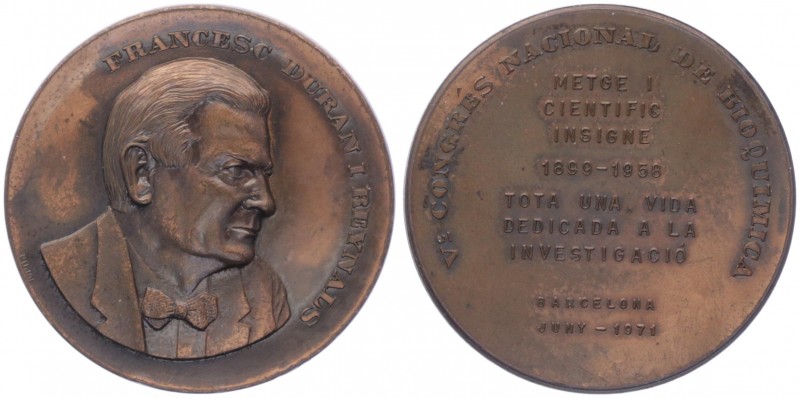 FRANCESC DURAN I REYNALS
Vè CONGRÉS NACIONAL DE BIOQUÍMICA
METGE I
CIENTIFIC
INSIGNE
1899-1958
TOTA UNA VIDA
DEDICADA A LA
INVESTIGACIÓ
BARCELONA
JUNY - 1971